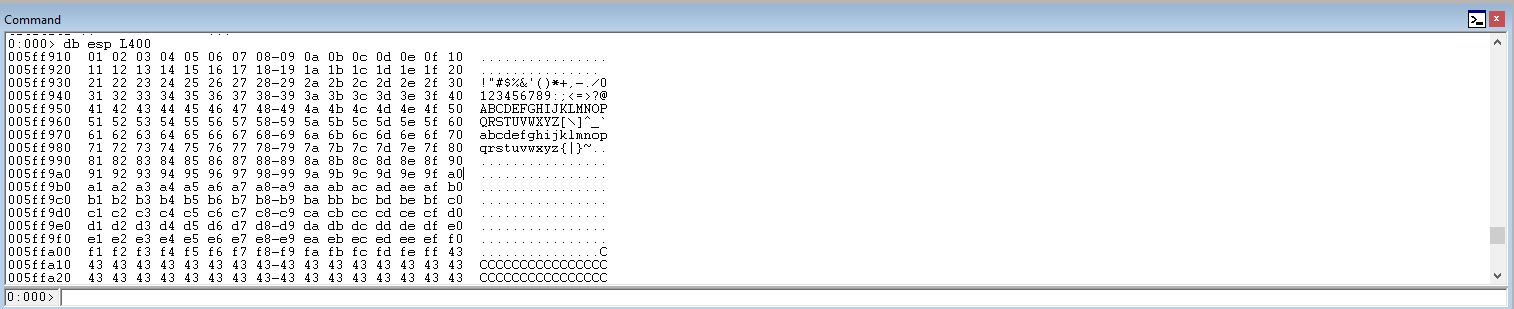 Command
0:000> db esp L400
005ff910  01 02 03 04 05 06 07 08-09 0a 0b 0c 0d 0e 0f 10  ................
005ff920  11 12 13 14 15 16 17 18-19 1a 1b 1c 1d 1e 1f 20  ...............
005ff930  21 22 23 24 25 26 27 28-29 2a 2b 2c 2d 2e 2f 30  !"#$%&'()*+,-./0
005ff940  31 32 33 34 35 36 37 38-39 3a 3b 3c 3d 3e 3f 40  123456789:;<=>?@
005ff950  41 42 43 44 45 46 47 48-49 4a 4b 4c 4d 4e 4f 50  ABCDEFGHIJKLMNOP
005ff960  51 52 53 54 55 56 57 58-59 5a 5b 5c 5d 5e 5f 60  QRSTUVWXYZ[\]^_`
005ff970  61 62 63 64 65 66 67 68-69 6a 6b 6c 6d 6e 6f 70  abcdefghijklmnop
005ff980  71 72 73 74 75 76 77 78-79 7a 7b 7c 7d 7e 7f 80  qrstuvwxyz{|}~..
005ff990  81 82 83 84 85 86 87 88-89 8a 8b 8c 8d 8e 8f 90  ................
005ff9a0  91 92 93 94 95 96 97 98-99 9a 9b 9c 9d 9e 9f a0  ................
005ff9b0  a1 a2 a3 a4 a5 a6 a7 a8-a9 aa ab ac ad ae af b0  ................
005ff9c0  b1 b2 b3 b4 b5 b6 b7 b8-b9 ba bb bc bd be bf c0  ................
005ff9d0  c1 c2 c3 c4 c5 c6 c7 c8-c9 ca cb cc cd ce cf d0  ................
005ff9e0  d1 d2 d3 d4 d5 d6 d7 d8-d9 da db dc dd de df e0  ................
005ff9f0  e1 e2 e3 e4 e5 e6 e7 e8-e9 ea eb ec ed ee ef f0  ................
005ffa00  f1 f2 f3 f4 f5 f6 f7 f8-f9 fa fb fc fd fe ff 43  ...............C
005ffa10  43 43 43 43 43 43 43 43-43 43 43 43 43 43 43 43  CCCCCCCCCCCCCCCC
005ffa20  43 43 43 43 43 43 43 43-43 43 43 43 43 43 43 43  CCCCCCCCCCCCCCCC
0:000>